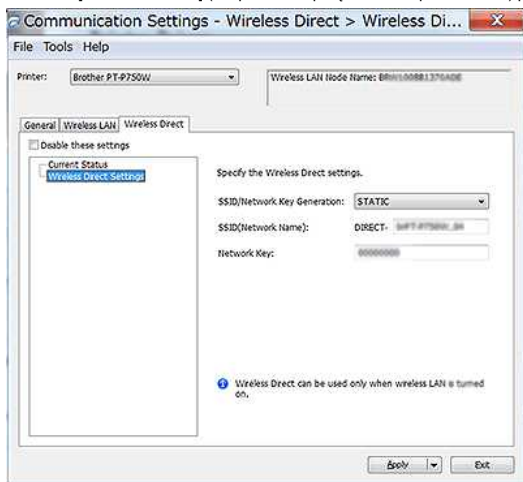 Communication Settings - Wireless Direct > Wireless Di...
File Tools Help
Printer: Brother PT-P750W Wireless LAN Node Name:
General Wireless LAN Wireless Direct
Disable these settings
Current Status
Wireless Direct Settings
Specify the Wireless Direct settings.
SSID/Network Key Generation: STATIC
SSID(Network Name): DIRECT-
Network Key:
Wireless Direct can be used only when wireless LAN is turned
on.
Apply Exit